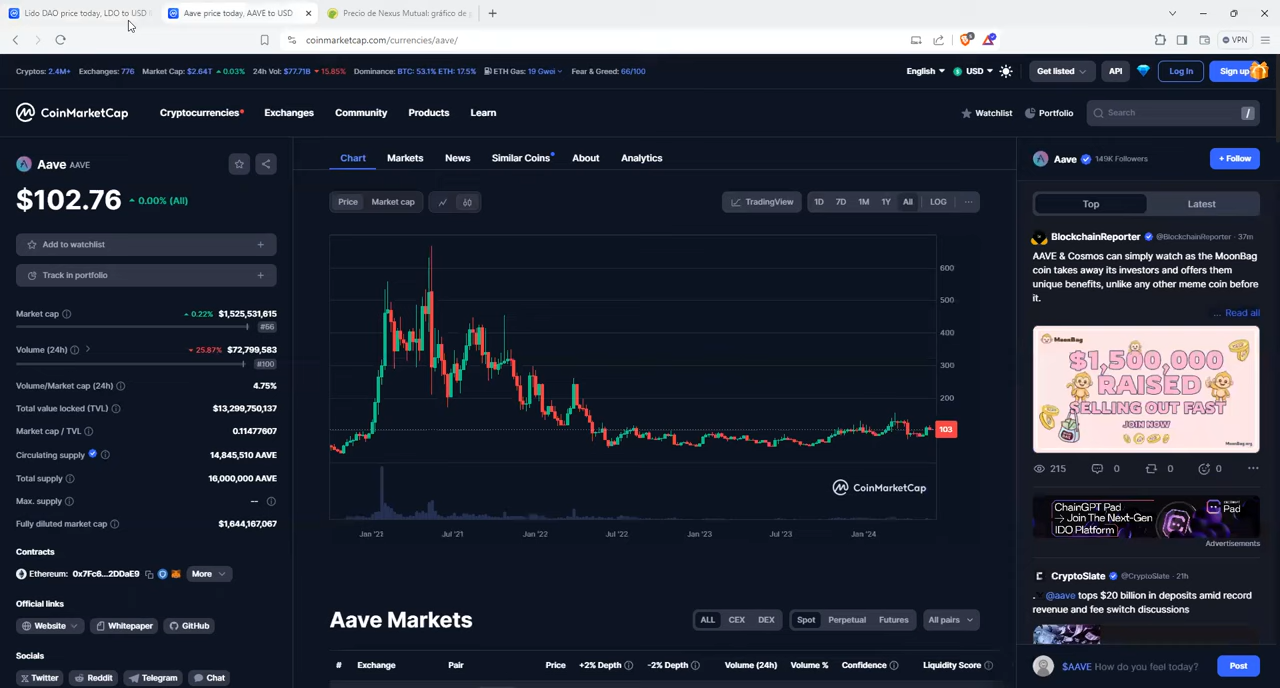 Lido DAO price today, LDO to USD
Aave price today, AAVE to USD
Precio de Nexus Mutual: gráfico de
coinmarketcap.com/currencies/aave/
VPN
Cryptos: 2.4M+ Exchanges: 776 Market Cap: $2.64T 0.03% 24h Vol: $77.71B 15.85% Dominance: BTC: 53.1% ETH: 17.5% ETH Gas: 19 Gwei Fear & Greed: 66/100
English USD Get listed API Log In Sign up
CoinMarketCap
Cryptocurrencies Exchanges Community Products Learn
Watchlist Portfolio Search /
Aave AAVE
$102.76 0.00% (All)
Add to watchlist +
Track in portfolio +
Market cap 0.22% $1,525,531,615
#56
Volume (24h) 25.87% $72,799,583
#100
Volume/Market cap (24h) 4.75%
Total value locked (TVL) $13,299,750,137
Market cap / TVL 0.11477607
Circulating supply 14,845,510 AAVE
Total supply 16,000,000 AAVE
Max. supply --
Fully diluted market cap $1,644,167,067
Contracts
Ethereum: 0x7Fc6...2DDaE9 More
Official links
Website Whitepaper GitHub
Socials
Twitter Reddit Telegram Chat
Chart Markets News Similar Coins About Analytics
Price Market cap
TradingView 1D 7D 1M 1Y All LOG ...
600
500
400
300
200
103
CoinMarketCap
Jan '21 Jul '21 Jan '22 Jul '22 Jan '23 Jul '23 Jan '24
Aave Markets
ALL CEX DEX Spot Perpetual Futures All pairs
# Exchange Pair Price +2% Depth -2% Depth Volume (24h) Volume % Confidence Liquidity Score
Aave 149K Followers + Follow
Top Latest
BlockchainReporter @BlockchainReporter · 37m
AAVE & Cosmos can simply watch as the MoonBag
coin takes away its investors and offers them
unique benefits, unlike any other meme coin before
it.
... Read all
MoonBag
$1,500,000
RAISED
SELLING OUT FAST
JOIN NOW
MoonBag.org
215 0 0 0 ...
ChainGPT Pad
→ Join The Next-Gen
IDO Platform
Pad
Advertisements
CryptoSlate @CryptoSlate · 21h
. @aave tops $20 billion in deposits amid record
revenue and fee switch discussions
$AAVE How do you feel today? Post